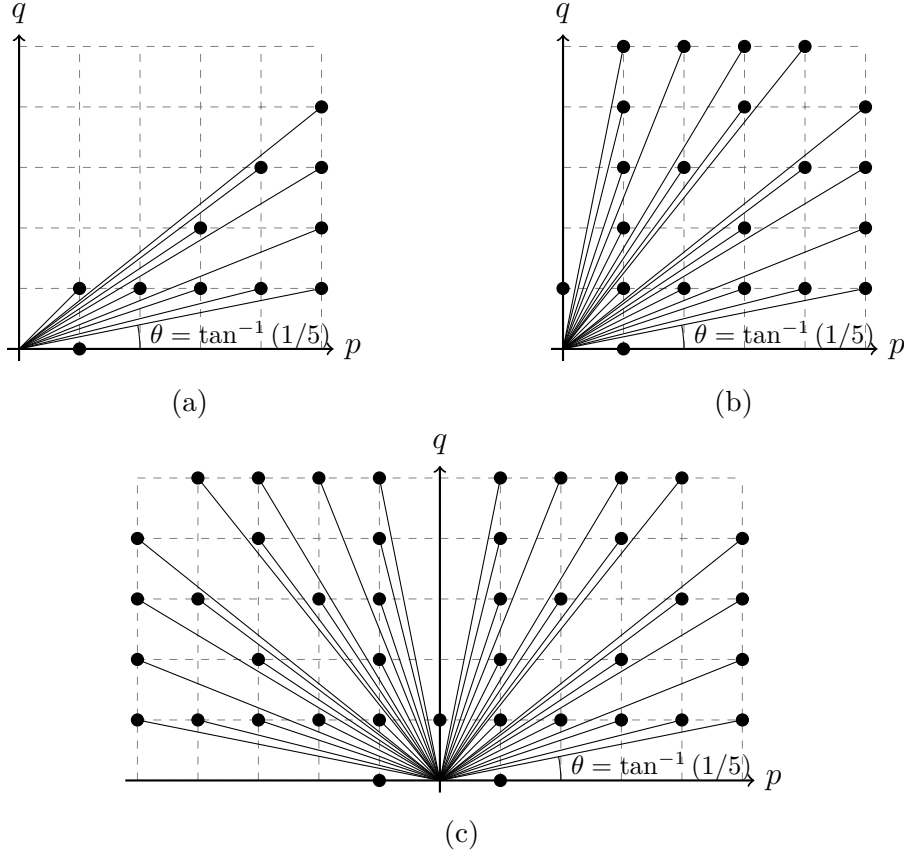 q
p
θ = tan⁻¹ (1/5)
(a)
q
p
θ = tan⁻¹ (1/5)
(b)
q
p
θ = tan⁻¹ (1/5)
(c)